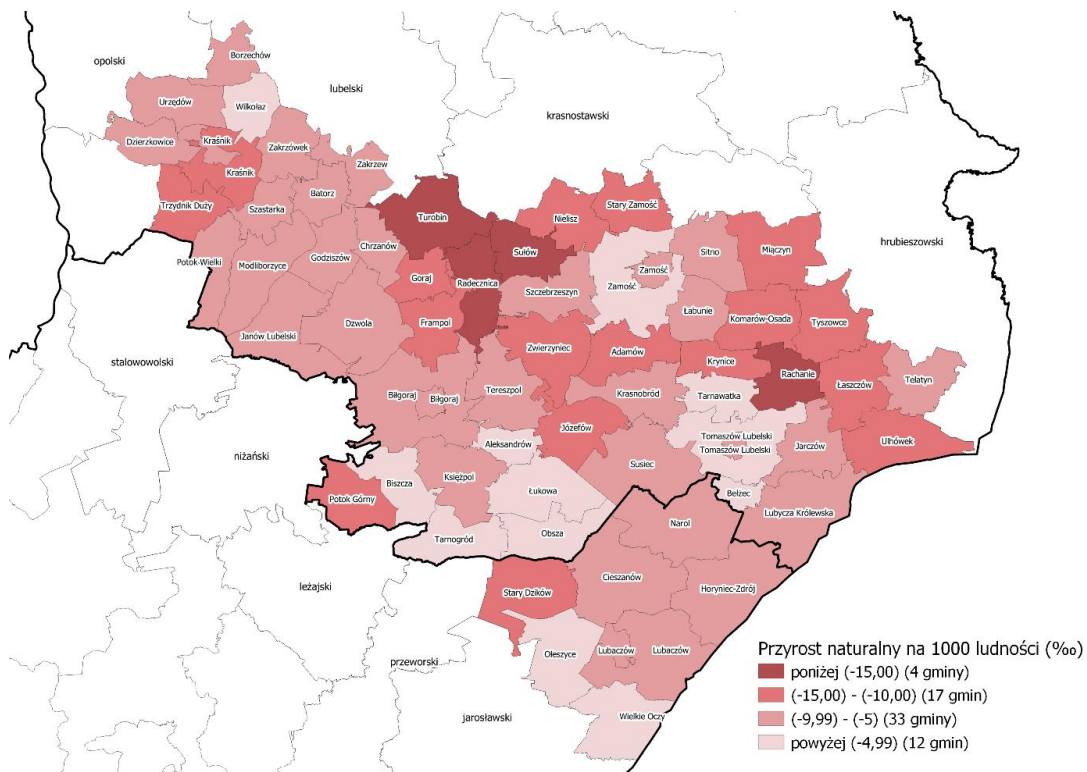 Borzechów
opolski
lubelski
Urzędów
Wilkołaz
krasnostawski
Dzierzkowice
Kraśnik
Zakrzówek
Zakrzew
Kraśnik
Batorz
Trzydnik Duży
Szastarka
Turobin
Nielisz
Stary Zamość
hrubieszowski
Chrzanów
Sułów
Sitno
Miączyn
Potok-Wielki
Modliborzyce
Godziszów
Goraj
Radecznica
Zamość
Zamość
Szczebrzeszyn
Łabunie
Komarów-Osada
Tyszowce
Janów Lubelski
Dzwola
Frampol
Zwierzyniec
Adamów
Krynice
Rachanie
stalowowolski
Łaszczów
Telatyn
Biłgoraj
Biłgoraj
Tereszpol
Krasnobród
Tarnawatka
Józefów
Aleksandrów
Tomaszów Lubelski
Tomaszów Lubelski
Jarczów
Ulhówek
niżański
Potok Górny
Biszcza
Księżpol
Susiec
Łukowa
Bełżec
Lubycza Królewska
Tarnogród
Obsza
Narol
leżajski
Stary Dzików
Cieszanów
Horyniec-Zdrój
przeworski
Oleszyce
Lubaczów
Lubaczów
jarosławski
Wielkie Oczy
Przyrost naturalny na 1000 ludności (‰)
poniżej (-15,00) (4 gminy)
(-15,00) - (-10,00) (17 gmin)
(-9,99) - (-5) (33 gminy)
powyżej (-4,99) (12 gmin)